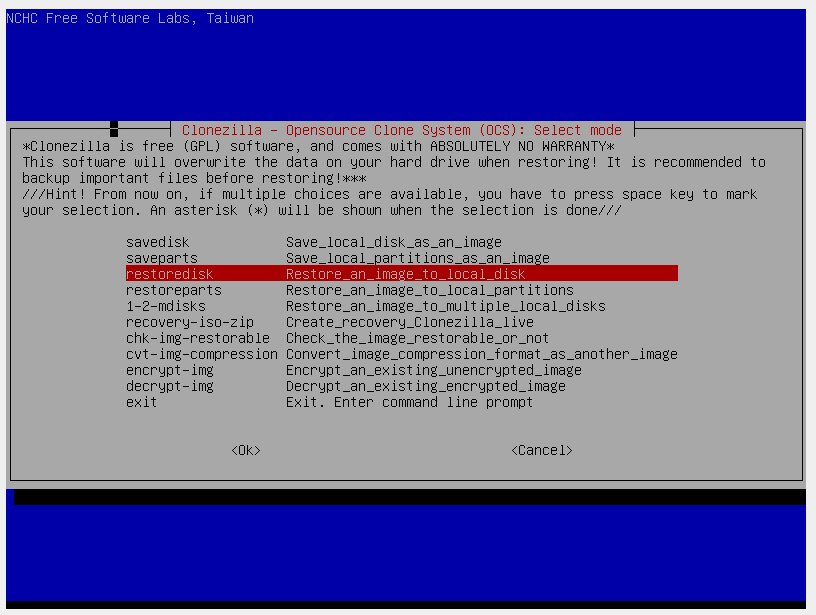 NCHC Free Software Labs, Taiwan
Clonezilla - Opensource Clone System (OCS): Select mode
*Clonezilla is free (GPL) software, and comes with ABSOLUTELY NO WARRANTY*
This software will overwrite the data on your hard drive when restoring! It is recommended to
backup important files before restoring!***
///Hint! From now on, if multiple choices are available, you have to press space key to mark
your selection. An asterisk (*) will be shown when the selection is done///
savedisk Save_local_disk_as_an_image
saveparts Save_local_partitions_as_an_image
restoredisk Restore_an_image_to_local_disk
restoreparts Restore_an_image_to_local_partitions
1-2-mdisks Restore_an_image_to_multiple_local_disks
recovery-iso-zip Create_recovery_Clonezilla_live
chk-img-restorable Check_the_image_restorable_or_not
cvt-img-compression Convert_image_compression_format_as_another_image
encrypt-img Encrypt_an_existing_unencrypted_image
decrypt-img Decrypt_an_existing_encrypted_image
exit Exit. Enter command line prompt
<Ok> <Cancel>